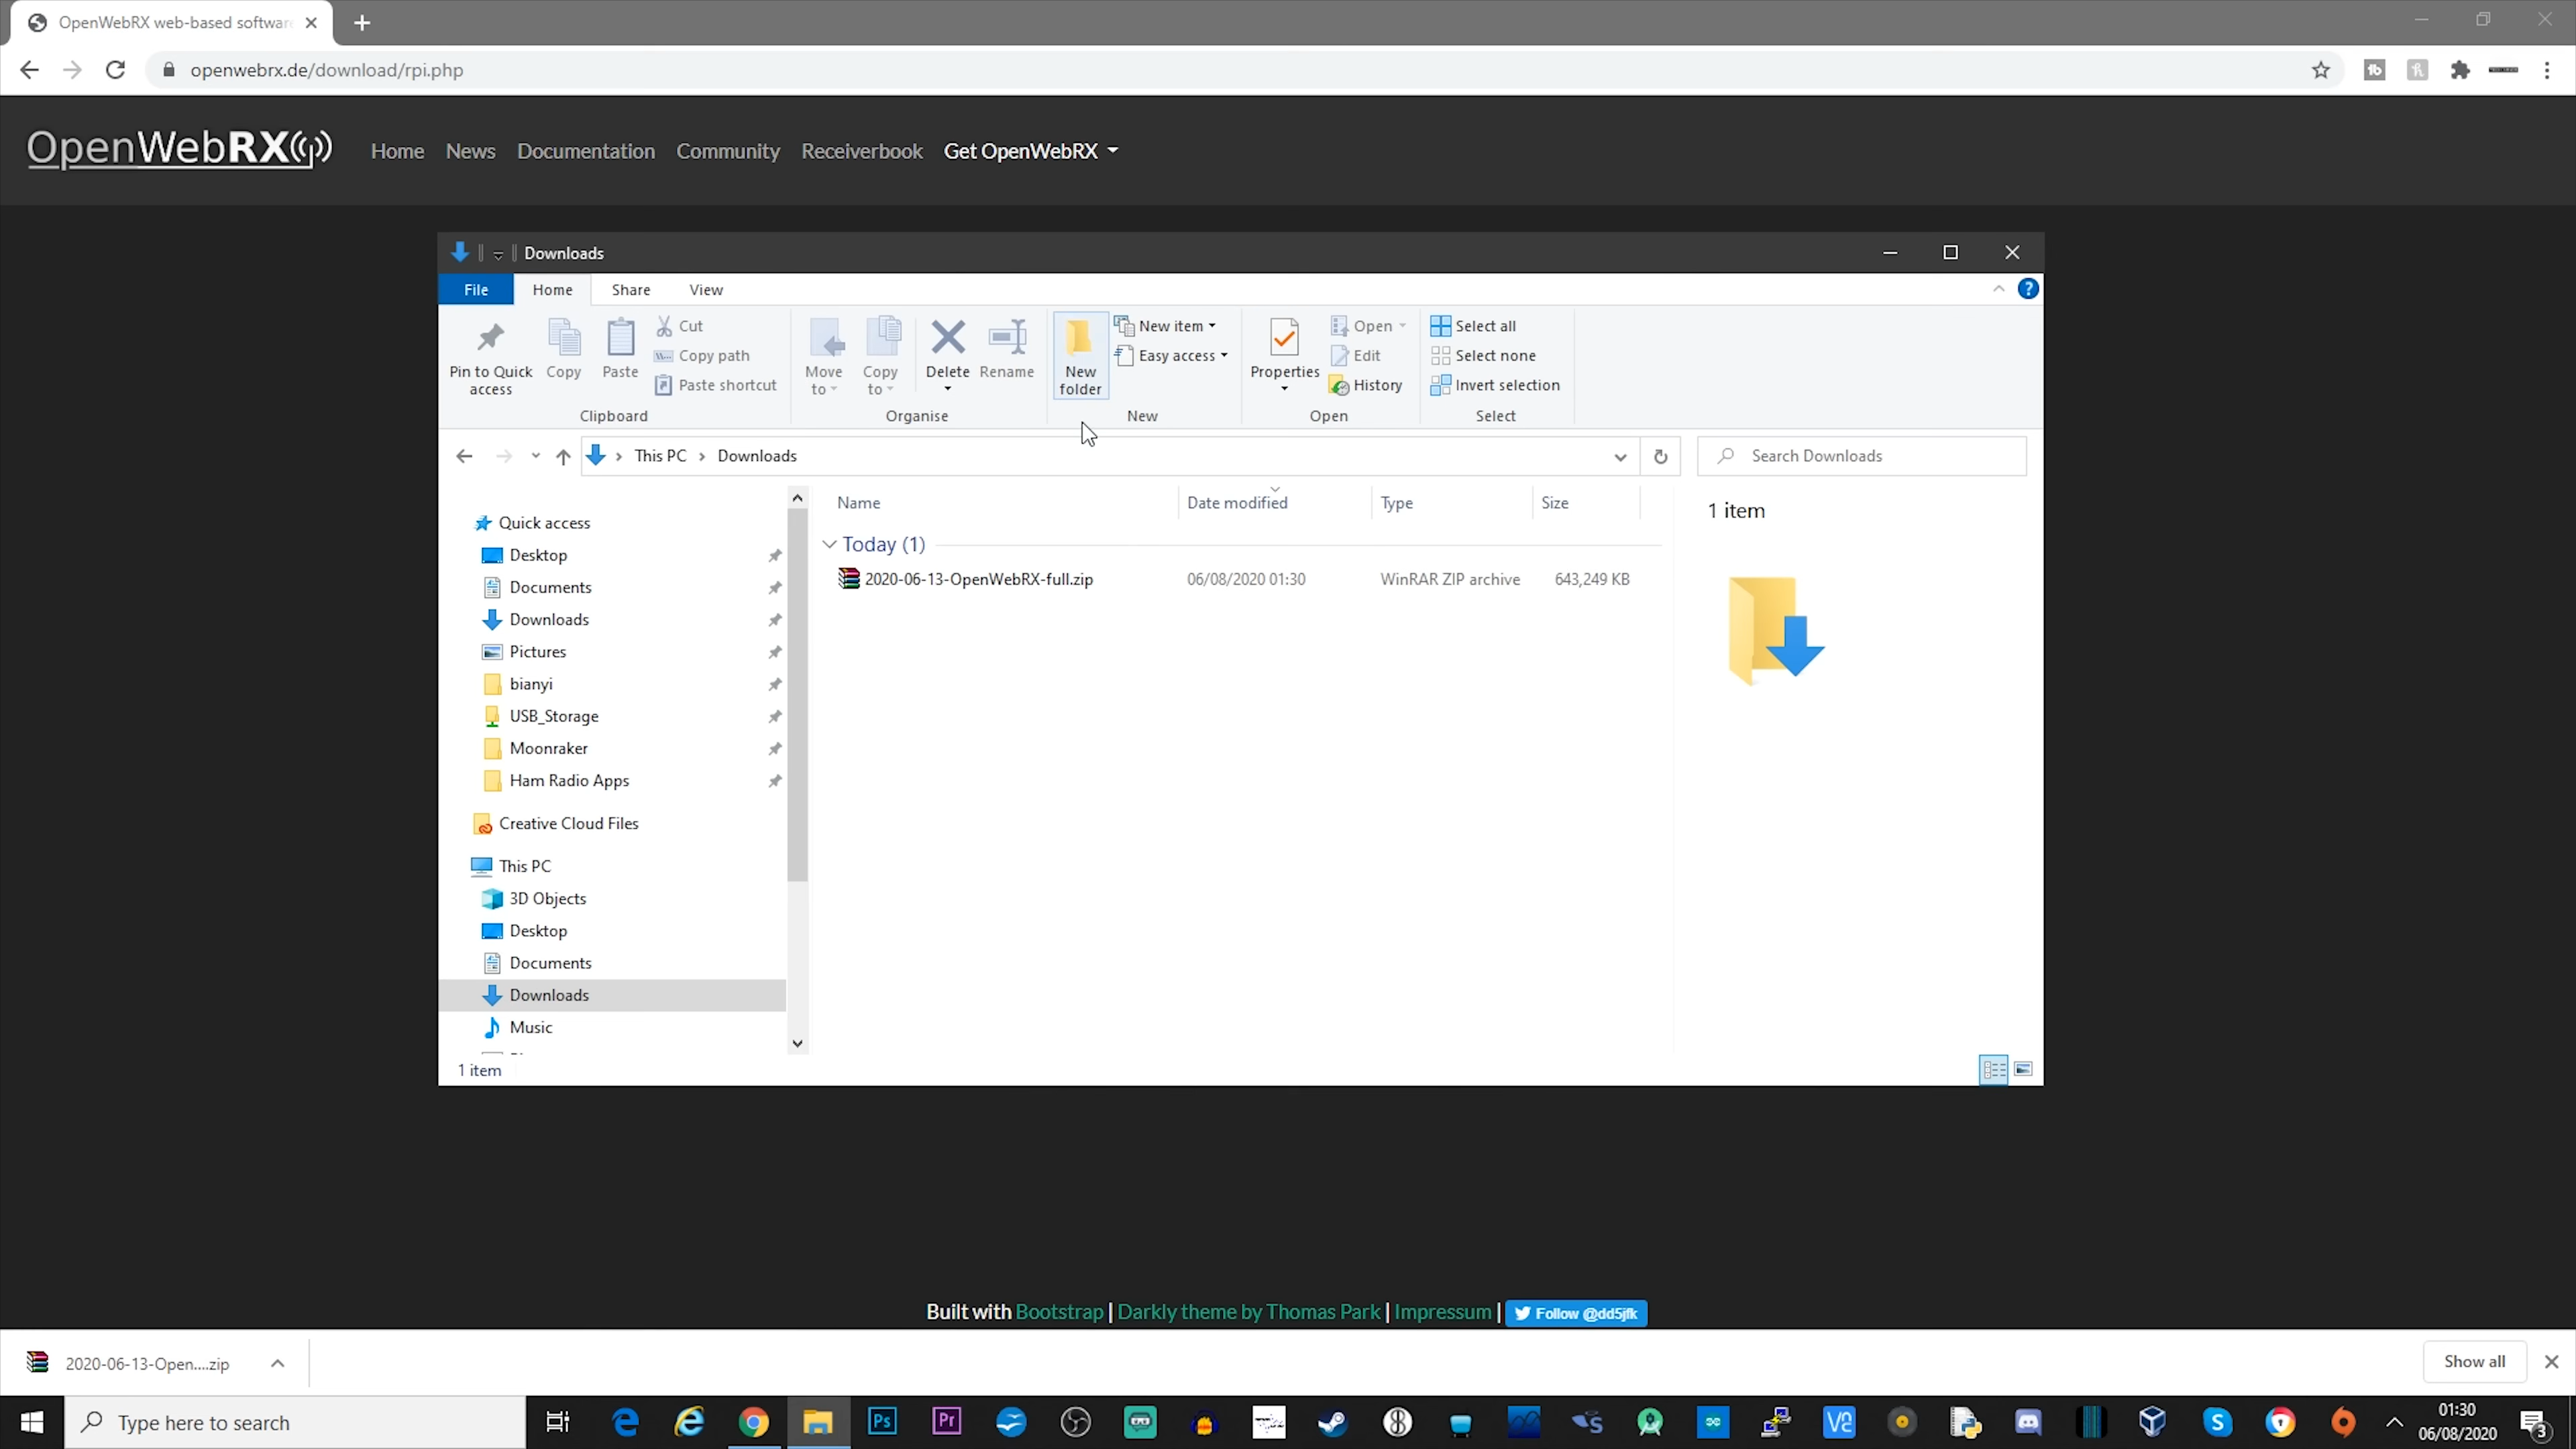 OpenWebRX web-based softwar
openwebrx.de/download/rpi.php
OpenWebRX Home News Documentation Community Receiverbook Get OpenWebRX
Downloads
File Home Share View
Pin to Quick access
Copy
Paste
Cut
Copy path
Paste shortcut
Clipboard
Move to
Copy to
Delete
Rename
Organise
New folder
New item
Easy access
New
Properties
Open
Edit
History
Open
Select all
Select none
Invert selection
Select
This PC > Downloads
Search Downloads
Quick access
Desktop
Documents
Downloads
Pictures
bianyi
USB_Storage
Moonraker
Ham Radio Apps
Creative Cloud Files
This PC
3D Objects
Desktop
Documents
Downloads
Music
Name Date modified Type Size
Today (1)
2020-06-13-OpenWebRX-full.zip 06/08/2020 01:30 WinRAR ZIP archive 643,249 KB
1 item
1 item
Built with Bootstrap | Darkly theme by Thomas Park | Impressum | Follow @dd5jfk
2020-06-13-Open....zip
Show all
Type here to search
Ps
Pr
01:30
06/08/2020
3